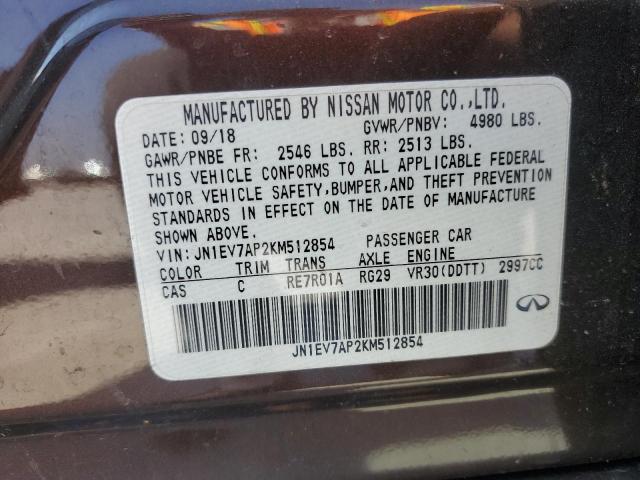 MANUFACTURED BY NISSAN MOTOR CO.,LTD.
DATE: 09/18 GVWR/PNBV: 4980 LBS.
GAWR/PNBE FR: 2546 LBS. RR: 2513 LBS.
THIS VEHICLE CONFORMS TO ALL APPLICABLE FEDERAL
MOTOR VEHICLE SAFETY,BUMPER,AND THEFT PREVENTION
STANDARDS IN EFFECT ON THE DATE OF MANUFACTURE
SHOWN ABOVE.
VIN:JN1EV7AP2KM512854 PASSENGER CAR
COLOR TRIM TRANS AXLE ENGINE
CAS C RE7R01A RG29 VR30(DDTT) 2997CC
JN1EV7AP2KM512854